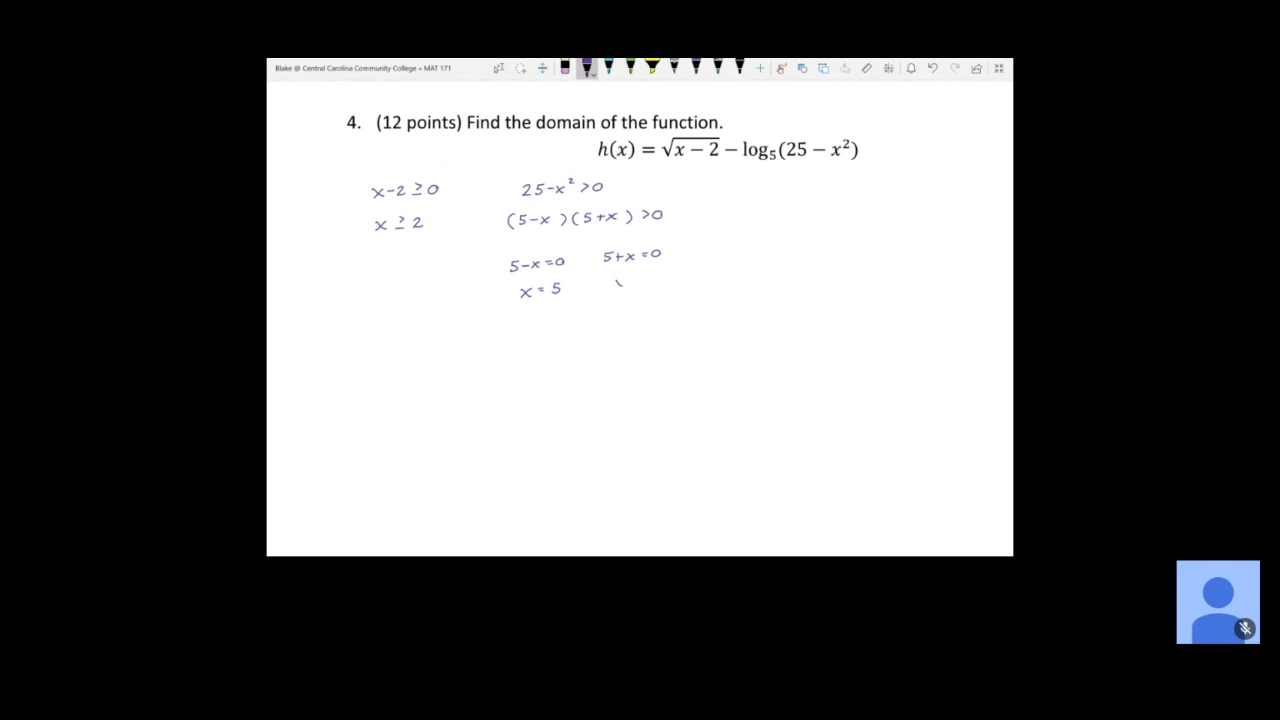 Blake @ Central Carolina Community College » MAT 171
4. (12 points) Find the domain of the function.
h(x) = √(x − 2) − log₅(25 − x²)
x-2 ≥ 0 25-x² >0
x ≥ 2 (5-x)(5+x) >0
5-x=0 5+x=0
x = 5